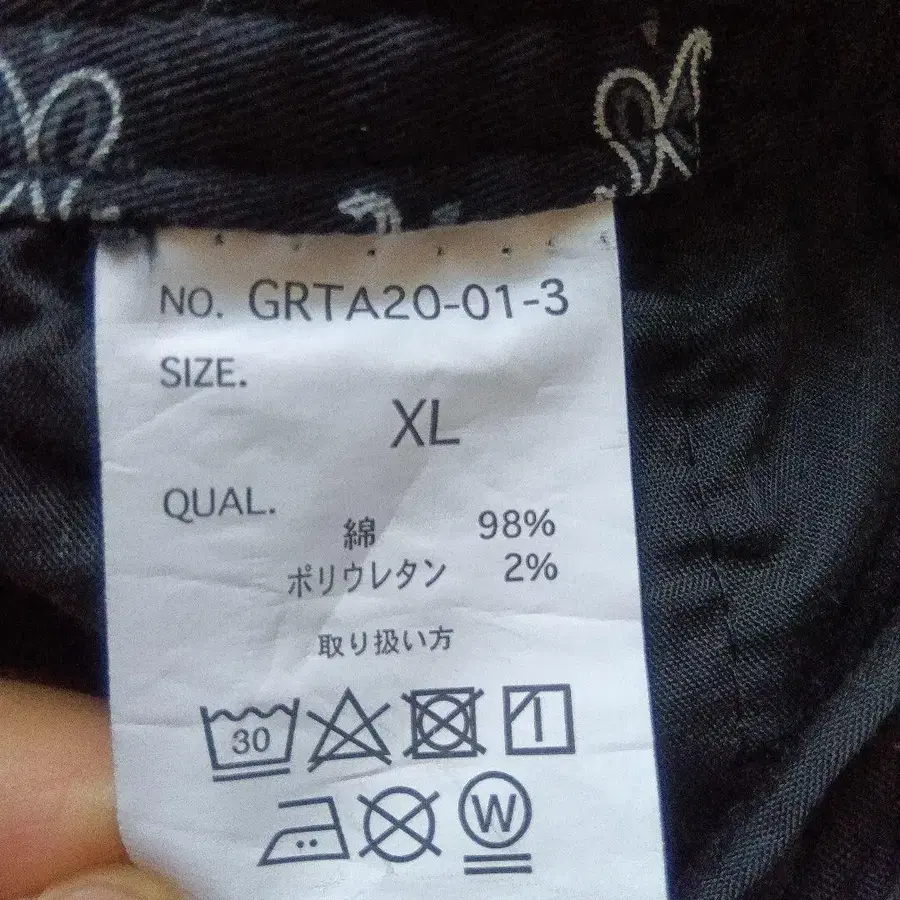 NO. GRTA20-01-3
SIZE.
XL
QUAL.
綿 98%
ポリウレタン 2%
取り扱い方
30
W